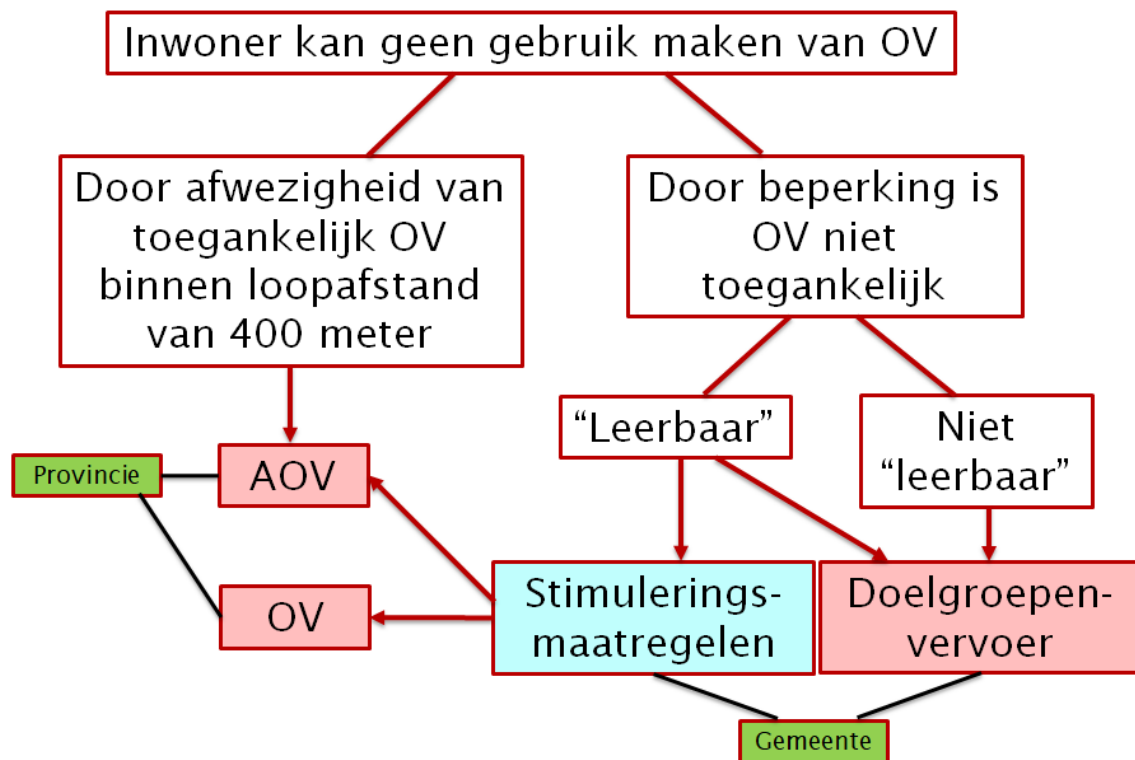 Inwoner kan geen gebruik maken van OV
Door afwezigheid van
toegankelijk OV
binnen loopafstand
van 400 meter
Door beperking is
OV niet
toegankelijk
“Leerbaar”
Niet
“leerbaar”
Provincie
AOV
OV
Stimulerings-
maatregelen
Doelgroepen-
vervoer
Gemeente